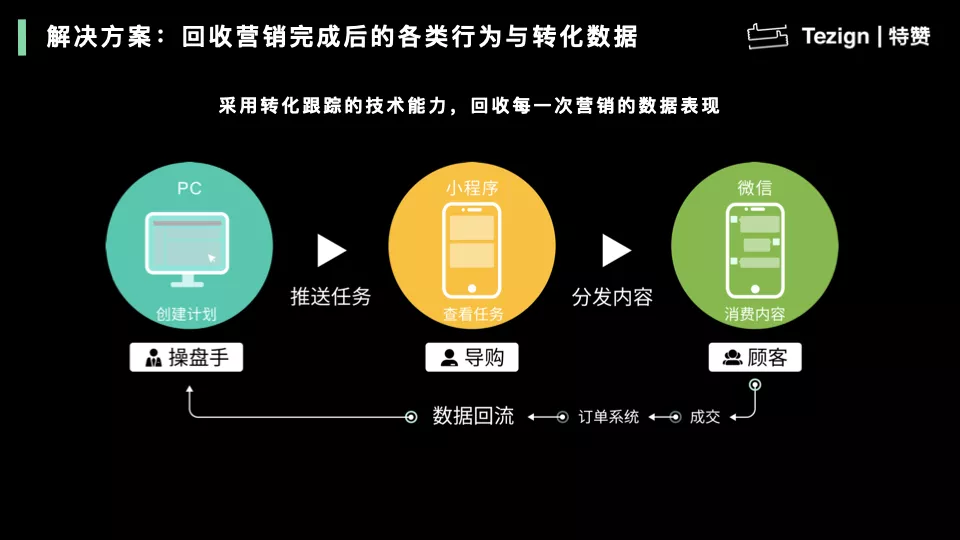 解决方案：回收营销完成后的各类行为与转化数据
Tezign | 特赞
采用转化跟踪的技术能力，回收每一次营销的数据表现
PC
小程序
微信
推送任务
分发内容
创建计划
查看任务
消费内容
操盘手
导购
顾客
数据回流
订单系统
成交